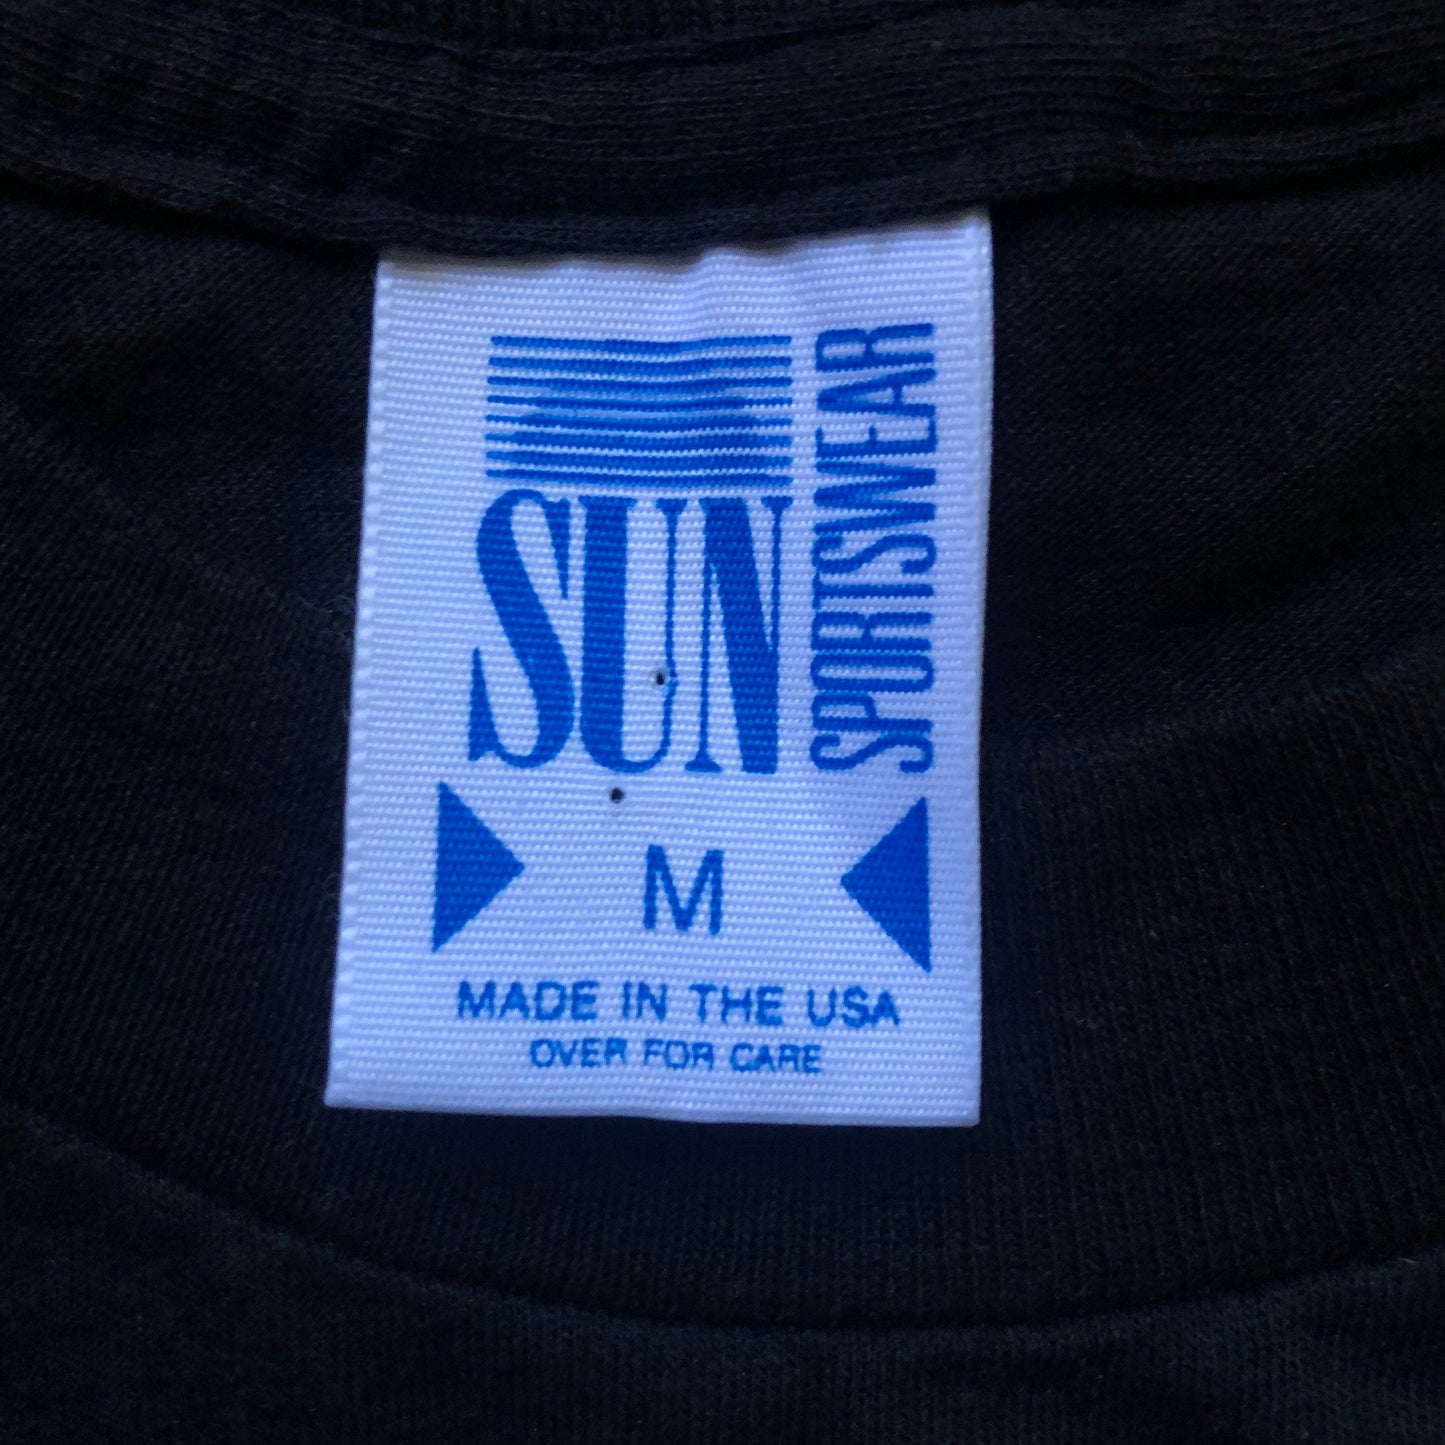 SUN
SPORTSWEAR
M
MADE IN THE USA
OVER FOR CARE